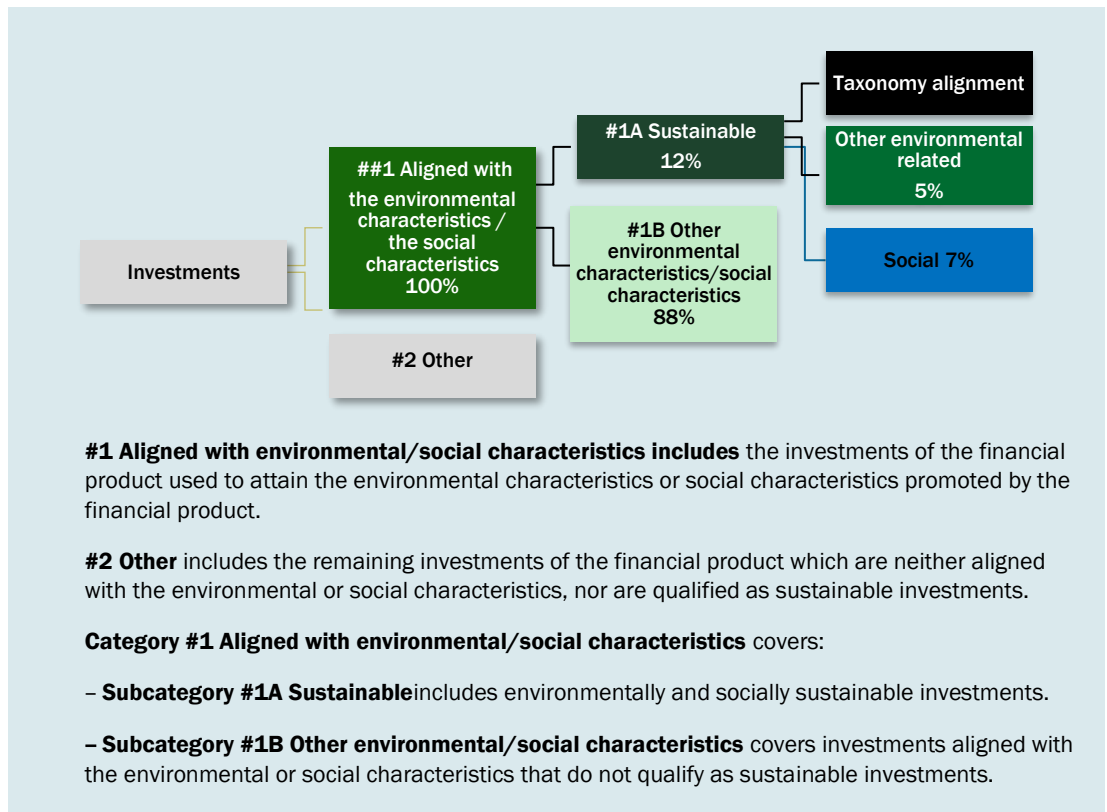 Taxonomy alignment
#1A Sustainable
12%
Other environmental
related
5%
##1 Aligned with
the environmental
characteristics /
the social
characteristics
100%
#1B Other
environmental
characteristics/social
characteristics
88%
Social 7%
Investments
#2 Other
#1 Aligned with environmental/social characteristics includes the investments of the financial
product used to attain the environmental characteristics or social characteristics promoted by the
financial product.
#2 Other includes the remaining investments of the financial product which are neither aligned
with the environmental or social characteristics, nor are qualified as sustainable investments.
Category #1 Aligned with environmental/social characteristics covers:
– Subcategory #1A Sustainableincludes environmentally and socially sustainable investments.
– Subcategory #1B Other environmental/social characteristics covers investments aligned with
the environmental or social characteristics that do not qualify as sustainable investments.